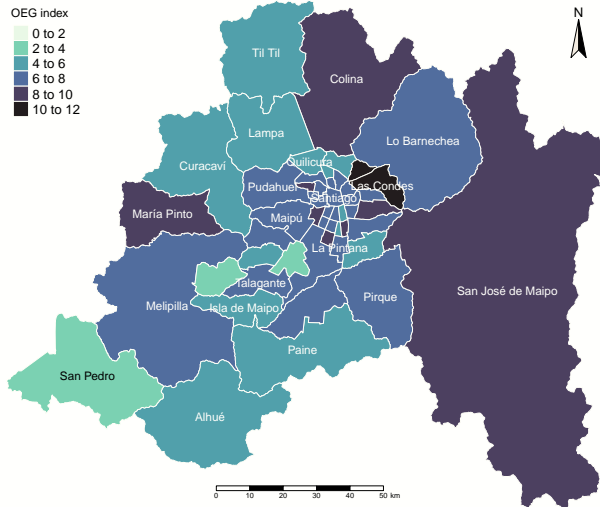 OEG index
0 to 2
2 to 4
4 to 6
6 to 8
8 to 10
10 to 12
N
Til Til
Colina
Lampa
Lo Barnechea
Quilicura
Curacaví
Pudahuel
Las Condes
Santiago
María Pinto
Maipú
La Pintana
Talagante
San José de Maipo
Melipilla
Pirque
Isla de Maipo
Paine
San Pedro
Alhué
0 10 20 30 40 50 km